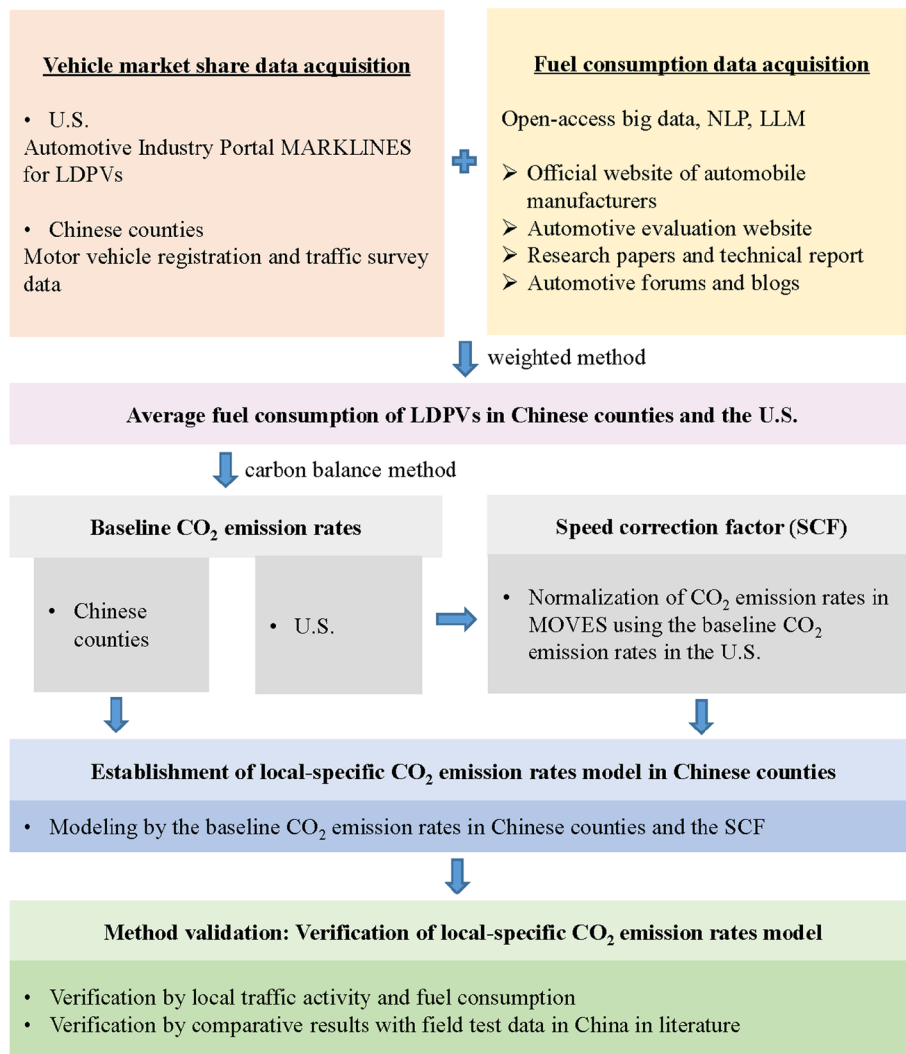 Vehicle market share data acquisition
• U.S.
Automotive Industry Portal MARKLINES
for LDPVs
• Chinese counties
Motor vehicle registration and traffic survey
data
Fuel consumption data acquisition
Open-access big data, NLP, LLM
➢ Official website of automobile
manufacturers
➢ Automotive evaluation website
➢ Research papers and technical report
➢ Automotive forums and blogs
weighted method
Average fuel consumption of LDPVs in Chinese counties and the U.S.
carbon balance method
Baseline CO₂ emission rates
• Chinese
counties
• U.S.
Speed correction factor (SCF)
• Normalization of CO₂ emission rates in
MOVES using the baseline CO₂
emission rates in the U.S.
Establishment of local-specific CO₂ emission rates model in Chinese counties
• Modeling by the baseline CO₂ emission rates in Chinese counties and the SCF
Method validation: Verification of local-specific CO₂ emission rates model
• Verification by local traffic activity and fuel consumption
• Verification by comparative results with field test data in China in literature